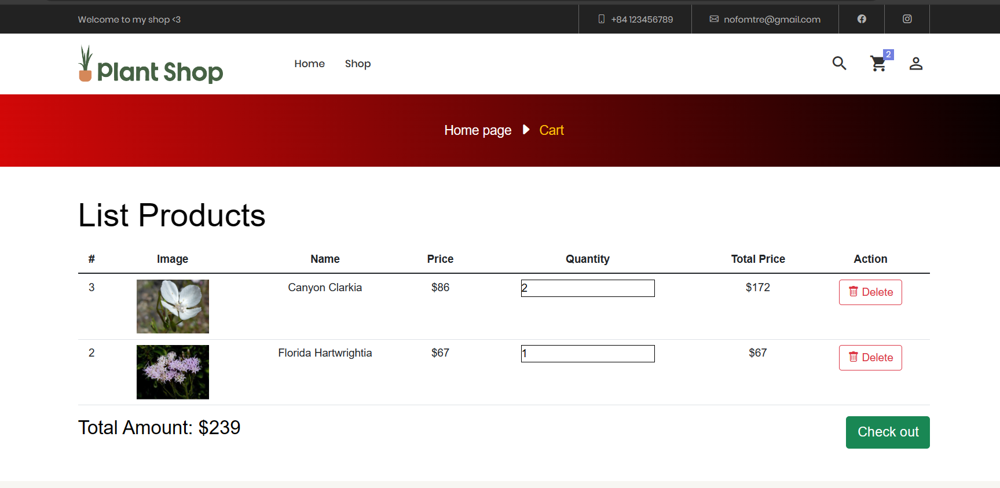 Welcome to my shop <3
+84 123456789
nofomtre@gmail.com
Plant Shop
Home
Shop
2
Home page
Cart
List Products
# Image Name Price Quantity Total Price Action
3 Canyon Clarkia $86 2 $172 Delete
2 Florida Hartwrightia $67 1 $67 Delete
Total Amount: $239
Check out